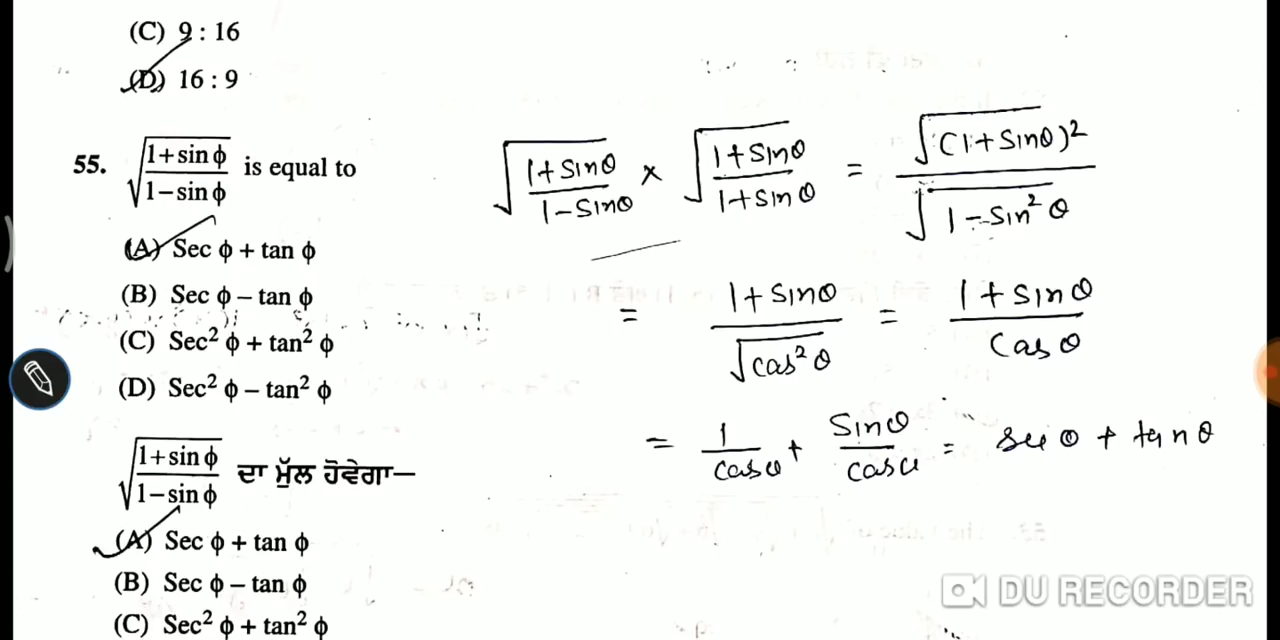 (C) 9 : 16
(D) 16 : 9
55. √(1+sin ϕ / 1−sin ϕ) is equal to
(A) Sec ϕ + tan ϕ
(B) Sec ϕ − tan ϕ
(C) Sec² ϕ + tan² ϕ
(D) Sec² ϕ − tan² ϕ
√(1+sin ϕ / 1−sin ϕ) ਦਾ ਮੁੱਲ ਹੋਵੇਗਾ—
(A) Sec ϕ + tan ϕ
(B) Sec ϕ − tan ϕ
(C) Sec² ϕ + tan² ϕ
√(1+Sinθ / 1−Sinθ) × √(1+Sinθ / 1+Sinθ) = √(1+Sinθ)² / √(1−Sin²θ)
= 1+Sinθ / √cos²θ = 1+Sinθ / Cosθ
= 1/cosθ + Sinθ/cosθ = secθ + tanθ
DU RECORDER